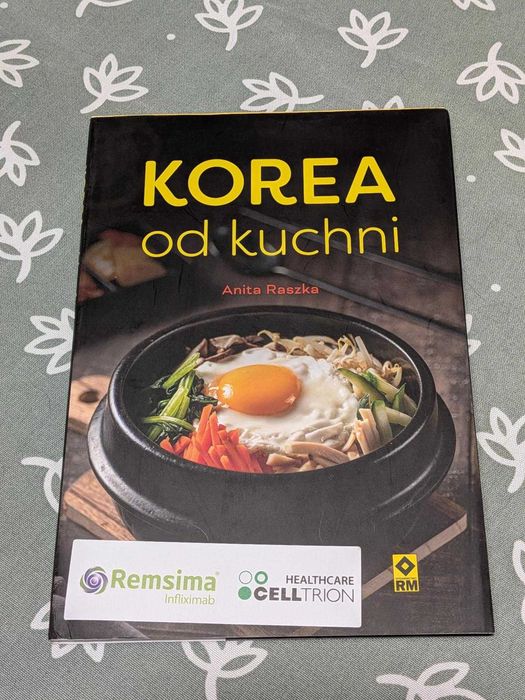 KOREA
od kuchni
Anita Raszka
Remsima
Infliximab
HEALTHCARE
CELLTRION
RM